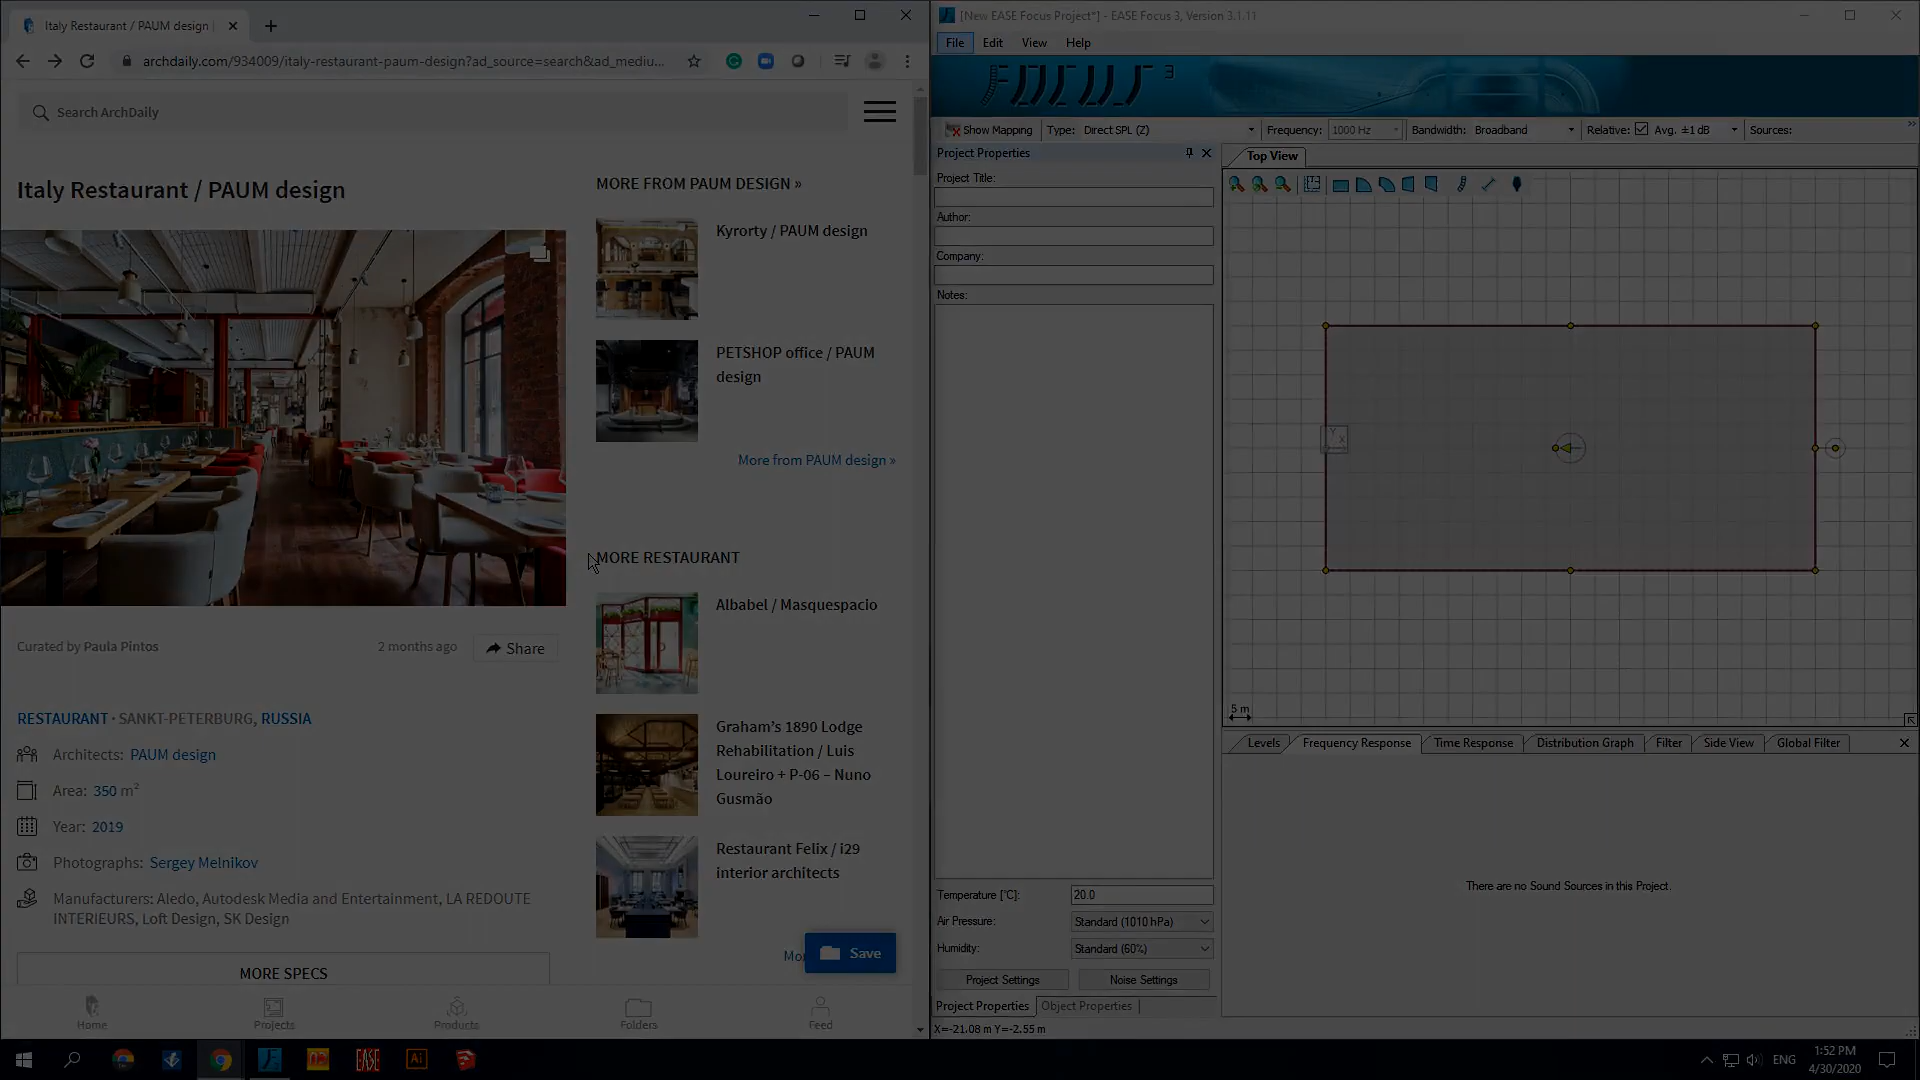 Italy Restaurant / PAUM design
archdaily.com/934009/italy-restaurant-paum-design?ad_source=search&ad_mediu...
Search ArchDaily
Italy Restaurant / PAUM design
Curated by Paula Pintos
2 months ago
Share
RESTAURANT · SANKT-PETERBURG, RUSSIA
Architects: PAUM design
Area: 350 m²
Year: 2019
Photographs: Sergey Melnikov
Manufacturers: Aledo, Autodesk Media and Entertainment, LA REDOUTE
INTERIEURS, Loft Design, SK Design
MORE SPECS
MORE FROM PAUM DESIGN »
Kyrorty / PAUM design
PETSHOP office / PAUM
design
More from PAUM design »
MORE RESTAURANT
Albabel / Masquespacio
Graham's 1890 Lodge
Rehabilitation / Luis
Loureiro + P-06 – Nuno
Gusmão
Restaurant Felix / i29
interior architects
Mo
Save
Home
Projects
Products
Folders
Feed
[New EASE Focus Project*] - EASE Focus 3, Version 3.1.11
File Edit View Help
FOCUS 3
Show Mapping Type: Direct SPL (Z) Frequency: 1000 Hz Bandwidth: Broadband Relative: Avg. ±1 dB Sources:
Project Properties
Project Title:
Author:
Company:
Notes:
Temperature [°C]: 20.0
Air Pressure: Standard (1010 hPa)
Humidity: Standard (60%)
Project Settings
Noise Settings
Project Properties
Object Properties
X=-21.08 m Y=-2.55 m
Top View
Y
X
5 m
Levels
Frequency Response
Time Response
Distribution Graph
Filter
Side View
Global Filter
There are no Sound Sources in this Project.
EASE
Ai
ENG
1:52 PM
4/30/2020